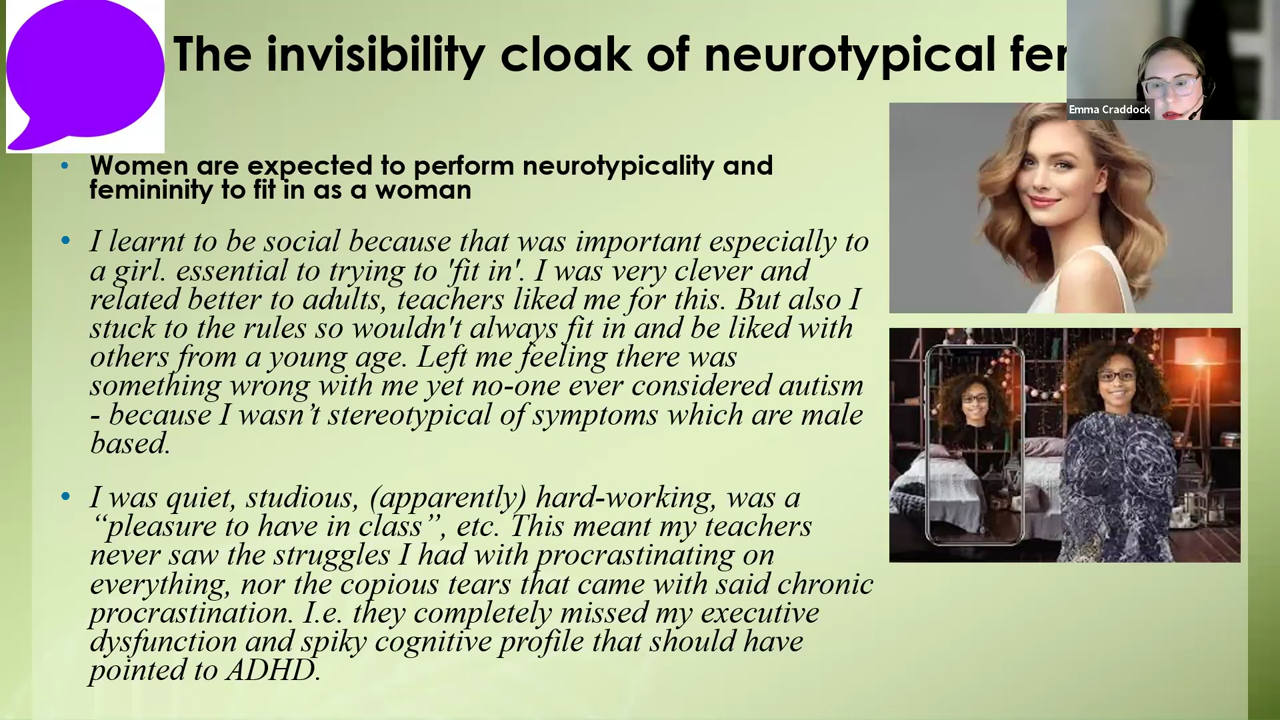 The invisibility cloak of neurotypical fer
Emma Craddock
• Women are expected to perform neurotypicality and
femininity to fit in as a woman
• I learnt to be social because that was important especially to
a girl. essential to trying to 'fit in'. I was very clever and
related better to adults, teachers liked me for this. But also I
stuck to the rules so wouldn't always fit in and be liked with
others from a young age. Left me feeling there was
something wrong with me yet no-one ever considered autism
- because I wasn’t stereotypical of symptoms which are male
based.
• I was quiet, studious, (apparently) hard-working, was a
“pleasure to have in class”, etc. This meant my teachers
never saw the struggles I had with procrastinating on
everything, nor the copious tears that came with said chronic
procrastination. I.e. they completely missed my executive
dysfunction and spiky cognitive profile that should have
pointed to ADHD.